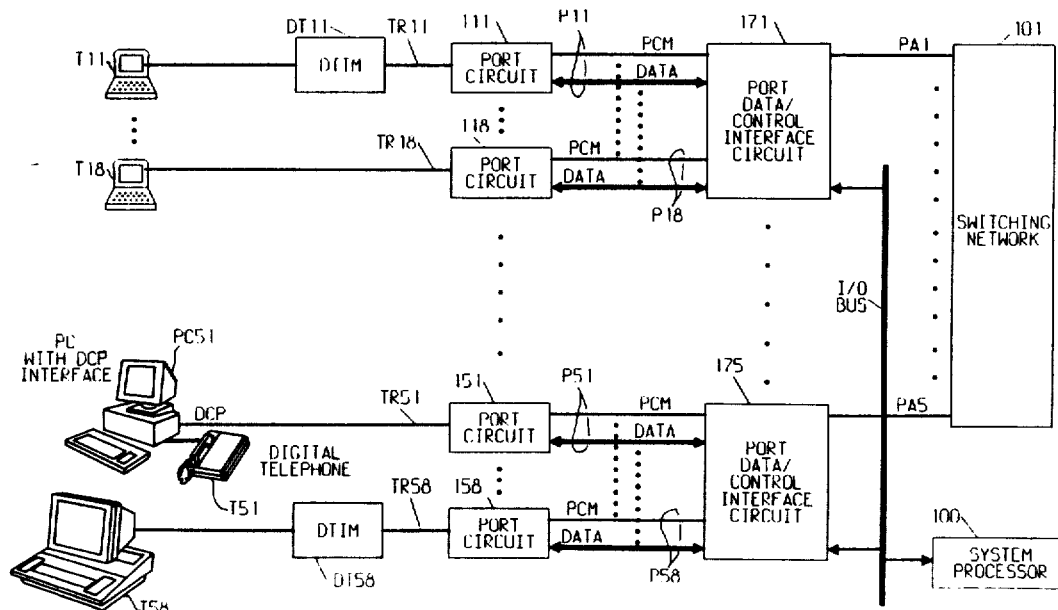 DT11 TR11 111 P11 171 101
T11 DTIM PORT CIRCUIT PCM DATA PA1
118
TR18 PORT CIRCUIT PCM DATA
T18
P18
PORT DATA/ CONTROL INTERFACE CIRCUIT
SWITCHING NETWORK
I/O BUS
PC WITH DCP INTERFACE
PC51
151 P51 175
TR51
DCP
PORT CIRCUIT PCM DATA PA5
DIGITAL TELEPHONE
T51
TR58 158
DTIM PORT CIRCUIT PCM DATA
DT58
P58
T58
PORT DATA/ CONTROL INTERFACE CIRCUIT
100
SYSTEM PROCESSOR